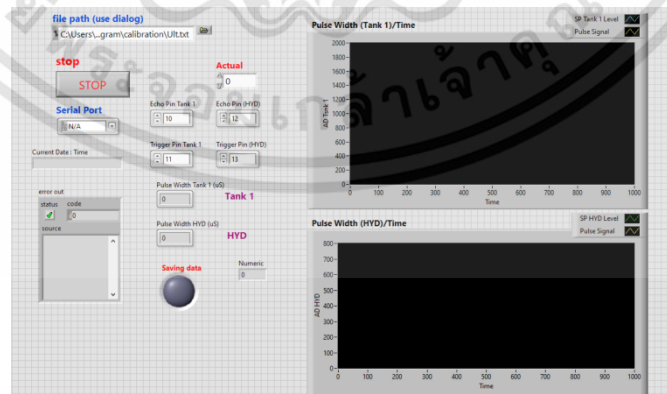 file path (use dialog)
C:\Users\...gram\calibration\Ult.txt
stop
STOP
Actual
0
Serial Port
N/A
Echo Pin Tank 1
10
Echo Pin (HYD)
12
Trigger Pin Tank 1
11
Trigger Pin (HYD)
13
Current Date : Time
Pulse Width Tank 1 (uS)
0
Tank 1
error out
status code
0
source
Pulse Width HYD (uS)
0
HYD
Saving data
Numeric
0
Pulse Width (Tank 1)/Time
SP Tank 1 Level
Pulse Signal
AD Tank 1
2000
1800
1600
1400
1200
1000
800
600
400
200
0
0 100 200 300 400 500 600 700 800 900 1000
Time
Pulse Width (HYD)/Time
SP HYD Level
Pulse Signal
AD HYD
800
700
600
500
400
300
200
100
0
0 100 200 300 400 500 600 700 800 900 1000
Time